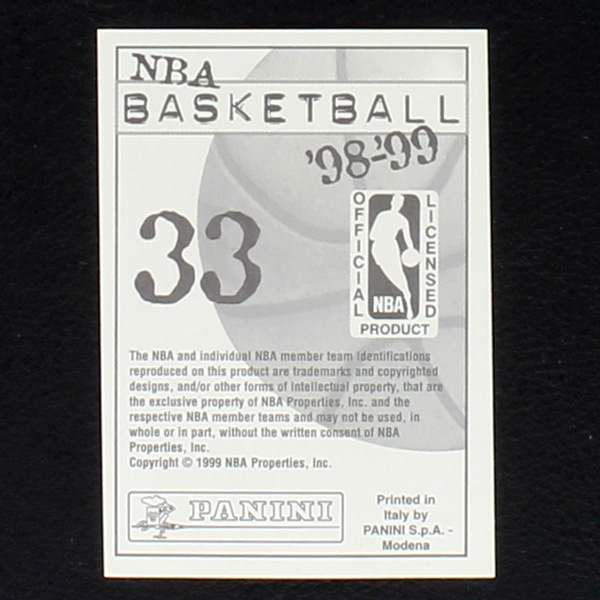 NBA
BASKETBALL
'98-'99
33
OFFICIAL
LICENSED
NBA
PRODUCT
The NBA and individual NBA member team identifications
reproduced on this product are trademarks and copyrighted
designs, and/or other forms of intellectual property, that are
the exclusive property of NBA Properties, Inc. and the
respective NBA member teams and may not be used, in
whole or in part, without the written consent of NBA
Properties, Inc.
Copyright © 1999 NBA Properties, Inc.
PANINI
Printed in
Italy by
PANINI S.p.A. -
Modena